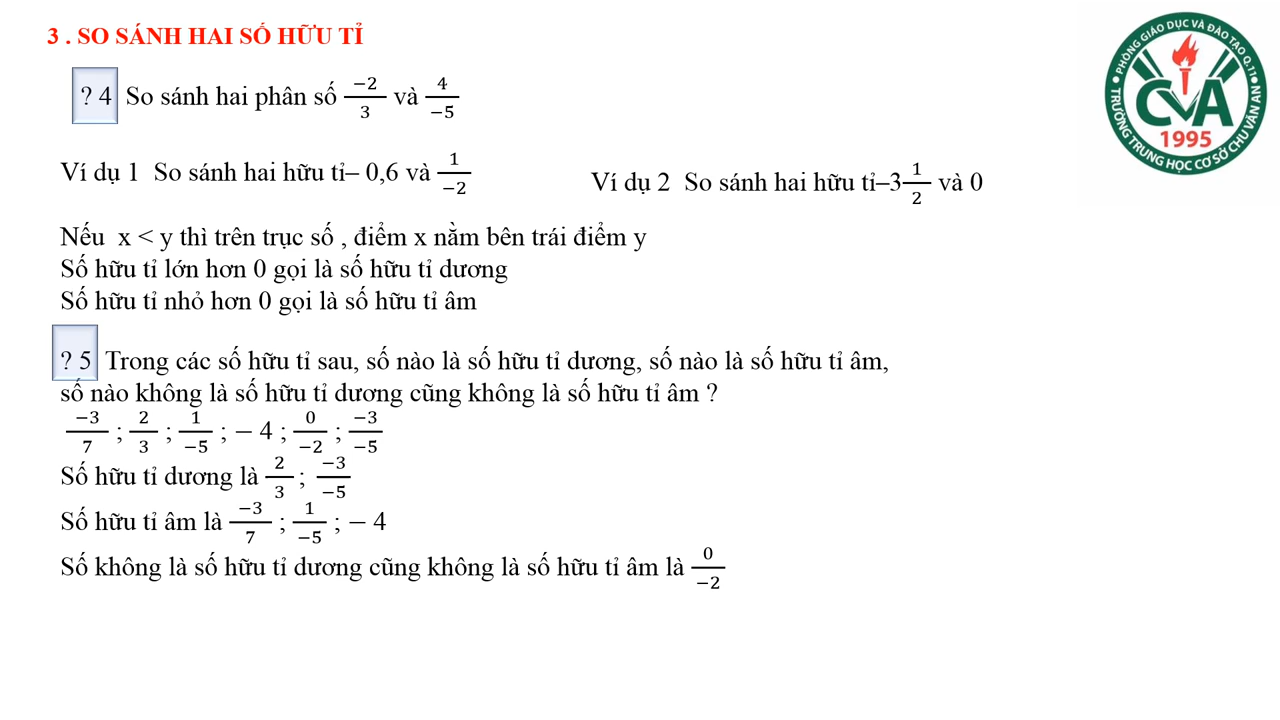 3 . SO SÁNH HAI SỐ HỮU TỈ
? 4 So sánh hai phân số −2/3 và 4/−5
Ví dụ 1 So sánh hai hữu tỉ– 0,6 và 1/−2
Ví dụ 2 So sánh hai hữu tỉ–3 1/2 và 0
Nếu x < y thì trên trục số , điểm x nằm bên trái điểm y
Số hữu tỉ lớn hơn 0 gọi là số hữu tỉ dương
Số hữu tỉ nhỏ hơn 0 gọi là số hữu tỉ âm
? 5 Trong các số hữu tỉ sau, số nào là số hữu tỉ dương, số nào là số hữu tỉ âm,
số nào không là số hữu tỉ dương cũng không là số hữu tỉ âm ?
−3/7 ; 2/3 ; 1/−5 ; − 4 ; 0/−2 ; −3/−5
Số hữu tỉ dương là 2/3 ; −3/−5
Số hữu tỉ âm là −3/7 ; 1/−5 ; − 4
Số không là số hữu tỉ dương cũng không là số hữu tỉ âm là 0/−2
PHÒNG GIÁO DỤC VÀ ĐÀO TẠO Q.11
CVA
1995
TRƯỜNG TRUNG HỌC CƠ SỞ CHU VĂN AN